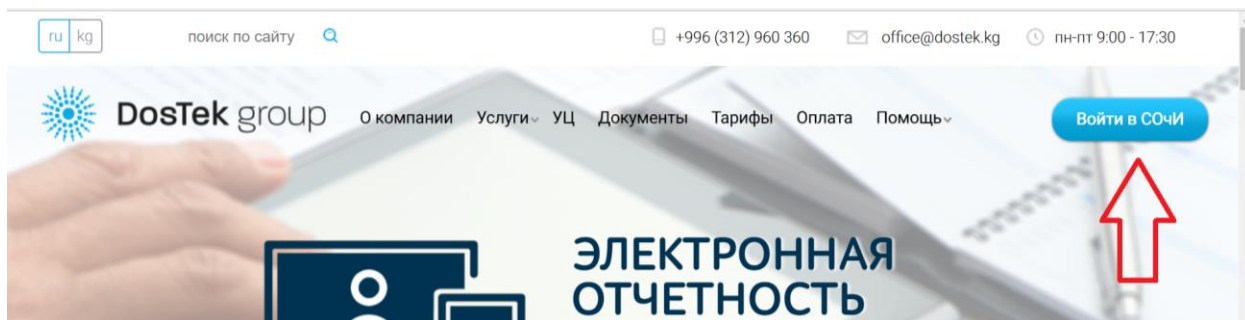 ru kg поиск по сайту +996 (312) 960 360 office@dostek.kg пн-пт 9:00 - 17:30
DosTek group О компании Услуги УЦ Документы Тарифы Оплата Помощь Войти в СОчИ
ЭЛЕКТРОННАЯ
ОТЧЕТНОСТЬ